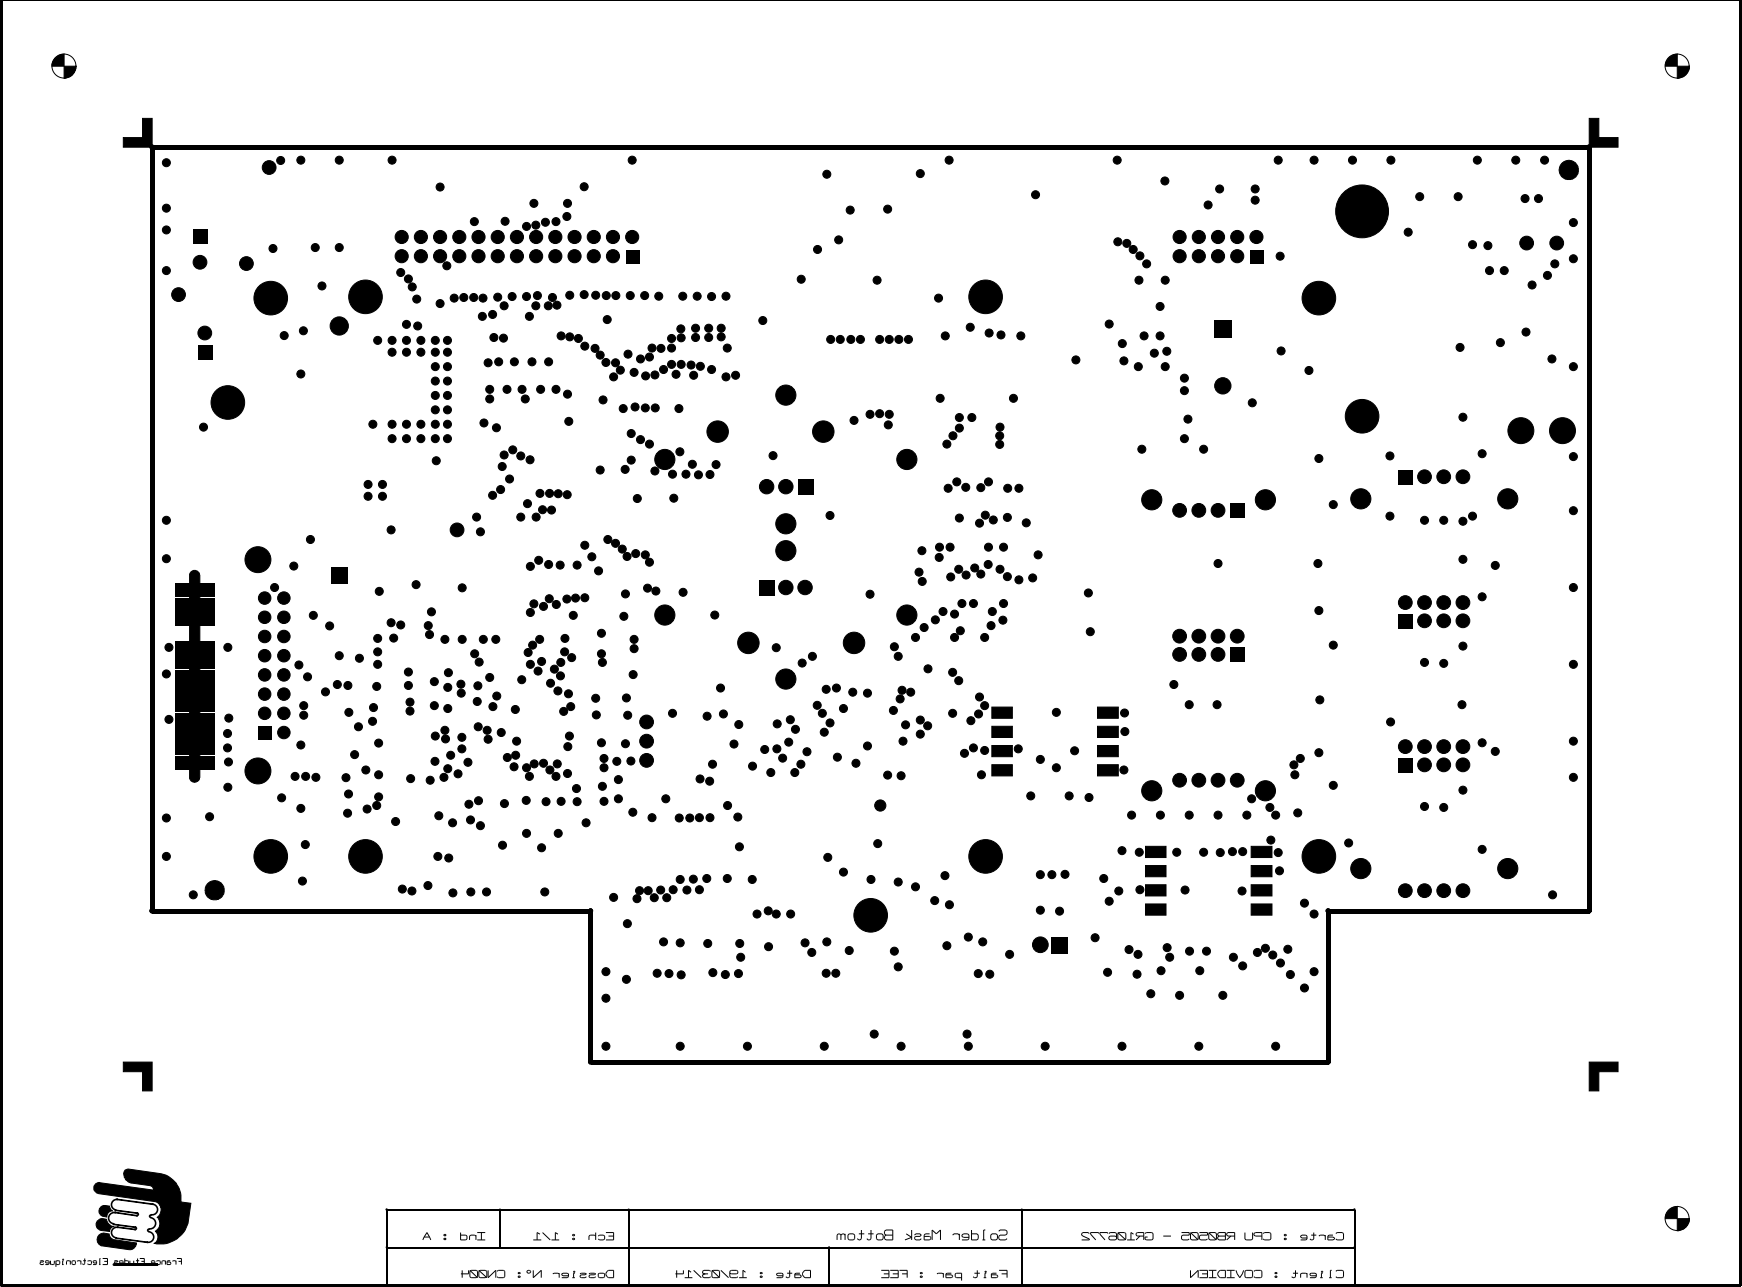 Carte : CPU RB0505 - GR106772
Solder Mask Bottom
Ech : 1/1
Ind : A
Client : COVIDIEN
Fait par : FEE
Date : 19/03/14
Dossier N° : CN004
France Etudes Electroniques